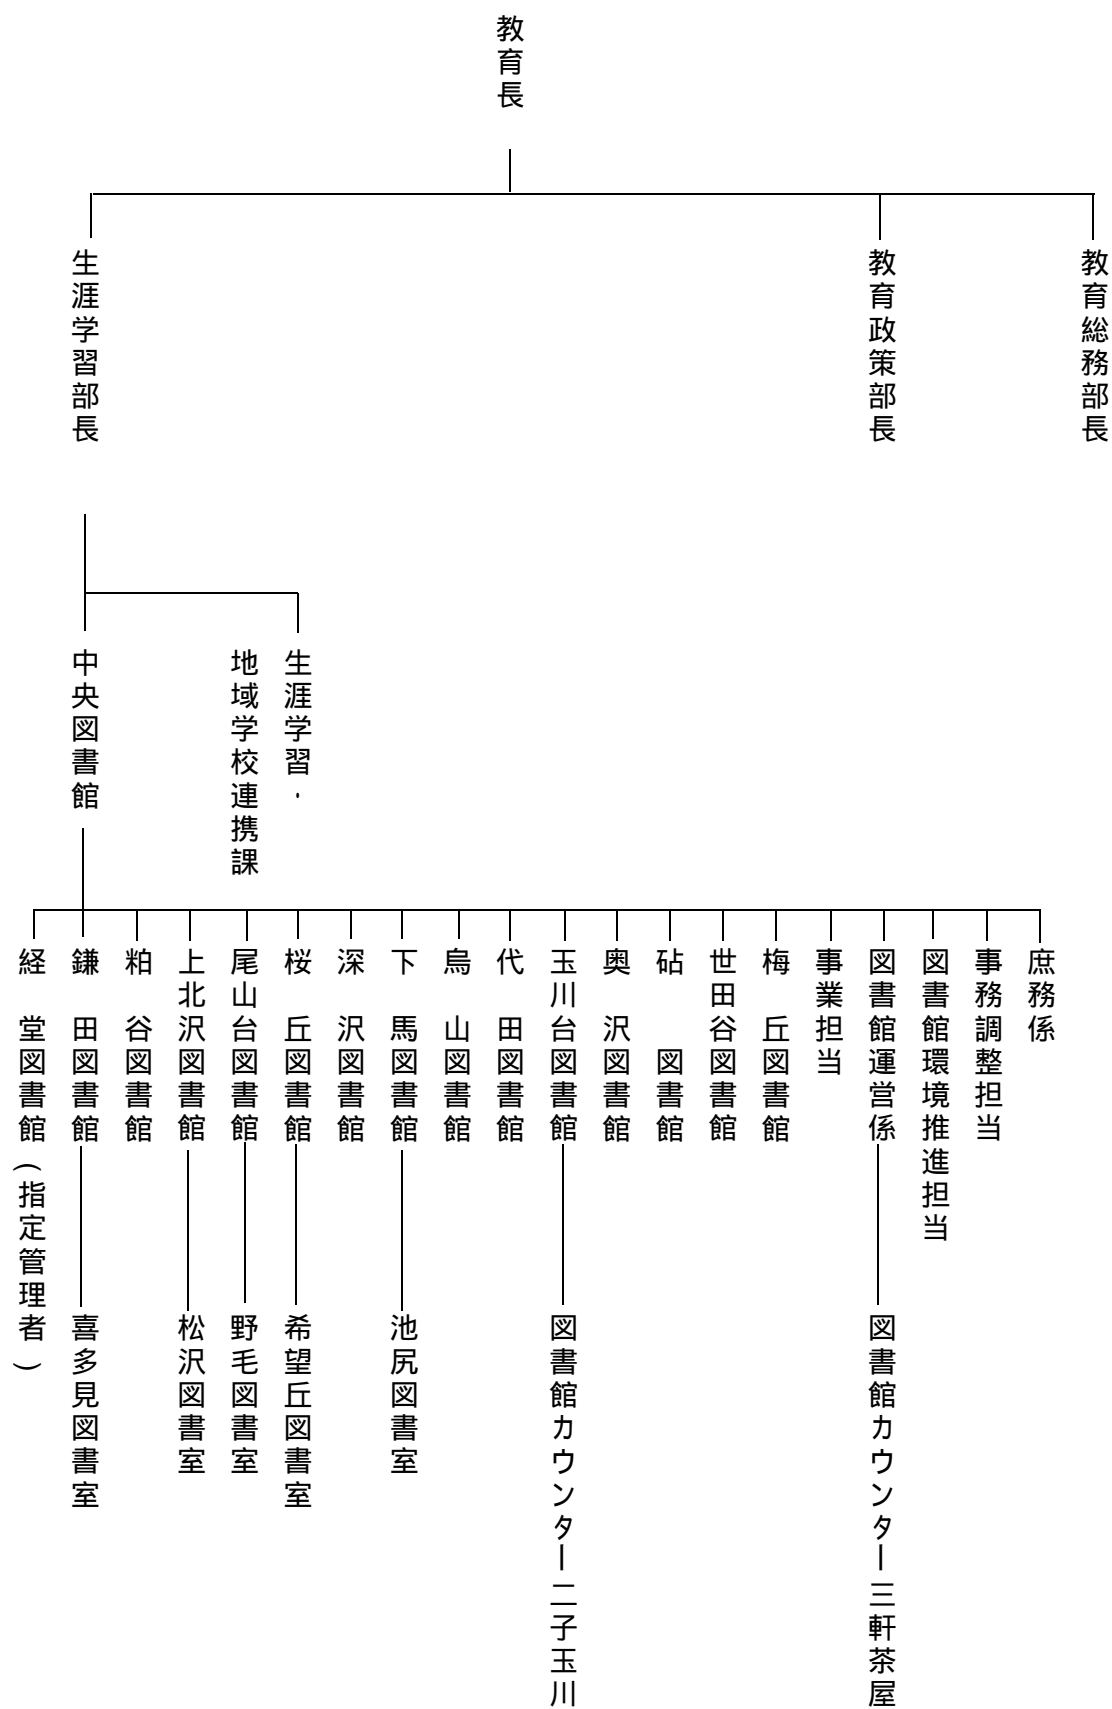 教育長
教育総務部長
教育政策部長
生涯学習部長
生涯学習・
地域学校連携課
中央図書館
庶務係
事務調整担当
図書館環境推進担当
図書館運営係
事業担当
梅　丘図書館
世田谷図書館
砧　　図書館
奥　沢図書館
玉川台図書館
代　田図書館
烏　山図書館
下　馬図書館
深　沢図書館
桜　丘図書館
尾山台図書館
上北沢図書館
粕　谷図書館
鎌　田図書館
経　堂図書館(指定管理者)
図書館カウンター三軒茶屋
図書館カウンター二子玉川
池尻図書室
希望丘図書室
野毛図書室
松沢図書室
喜多見図書室